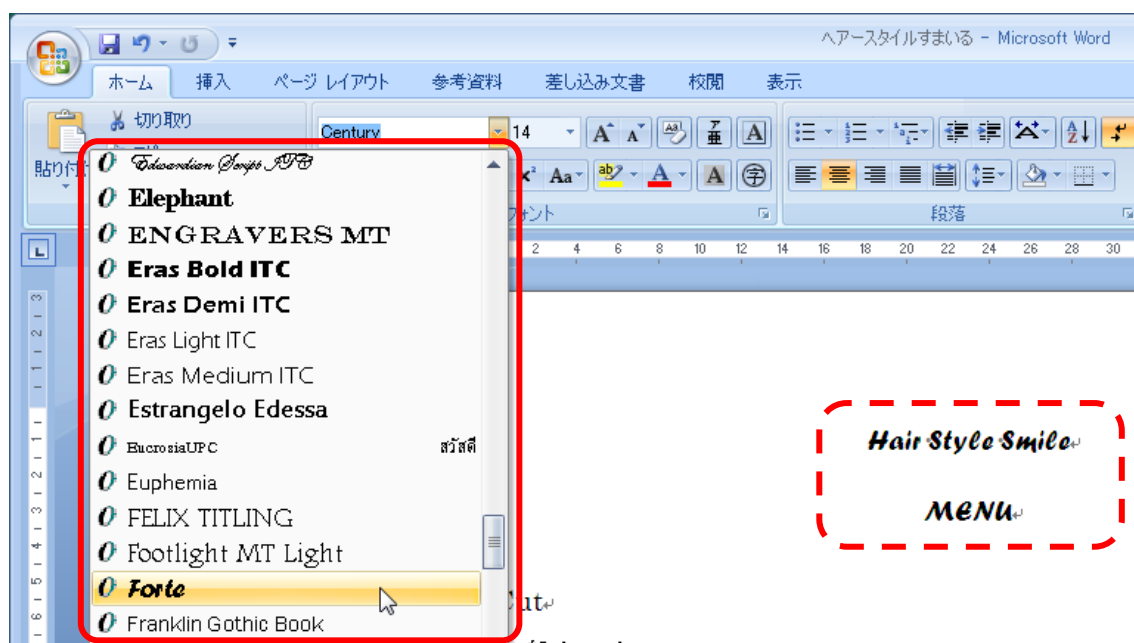 ヘアースタイルすまいる - Microsoft Word
ホーム 挿入 ページ レイアウト 参考資料 差し込み文書 校閲 表示
切り取り
Century 14
貼り付け
フォント 段落
2 4 6 8 10 12 14 16 18 20 22 24 26 28 30
Edwardian Script ITC
Elephant
ENGRAVERS MT
Eras Bold ITC
Eras Demi ITC
Eras Light ITC
Eras Medium ITC
Estrangelo Edessa
EucrosiaUPC สวัสดี
Euphemia
FELIX TITLING
Footlight MT Light
Forte
Franklin Gothic Book
Hair Style Smile
MENU
Cut